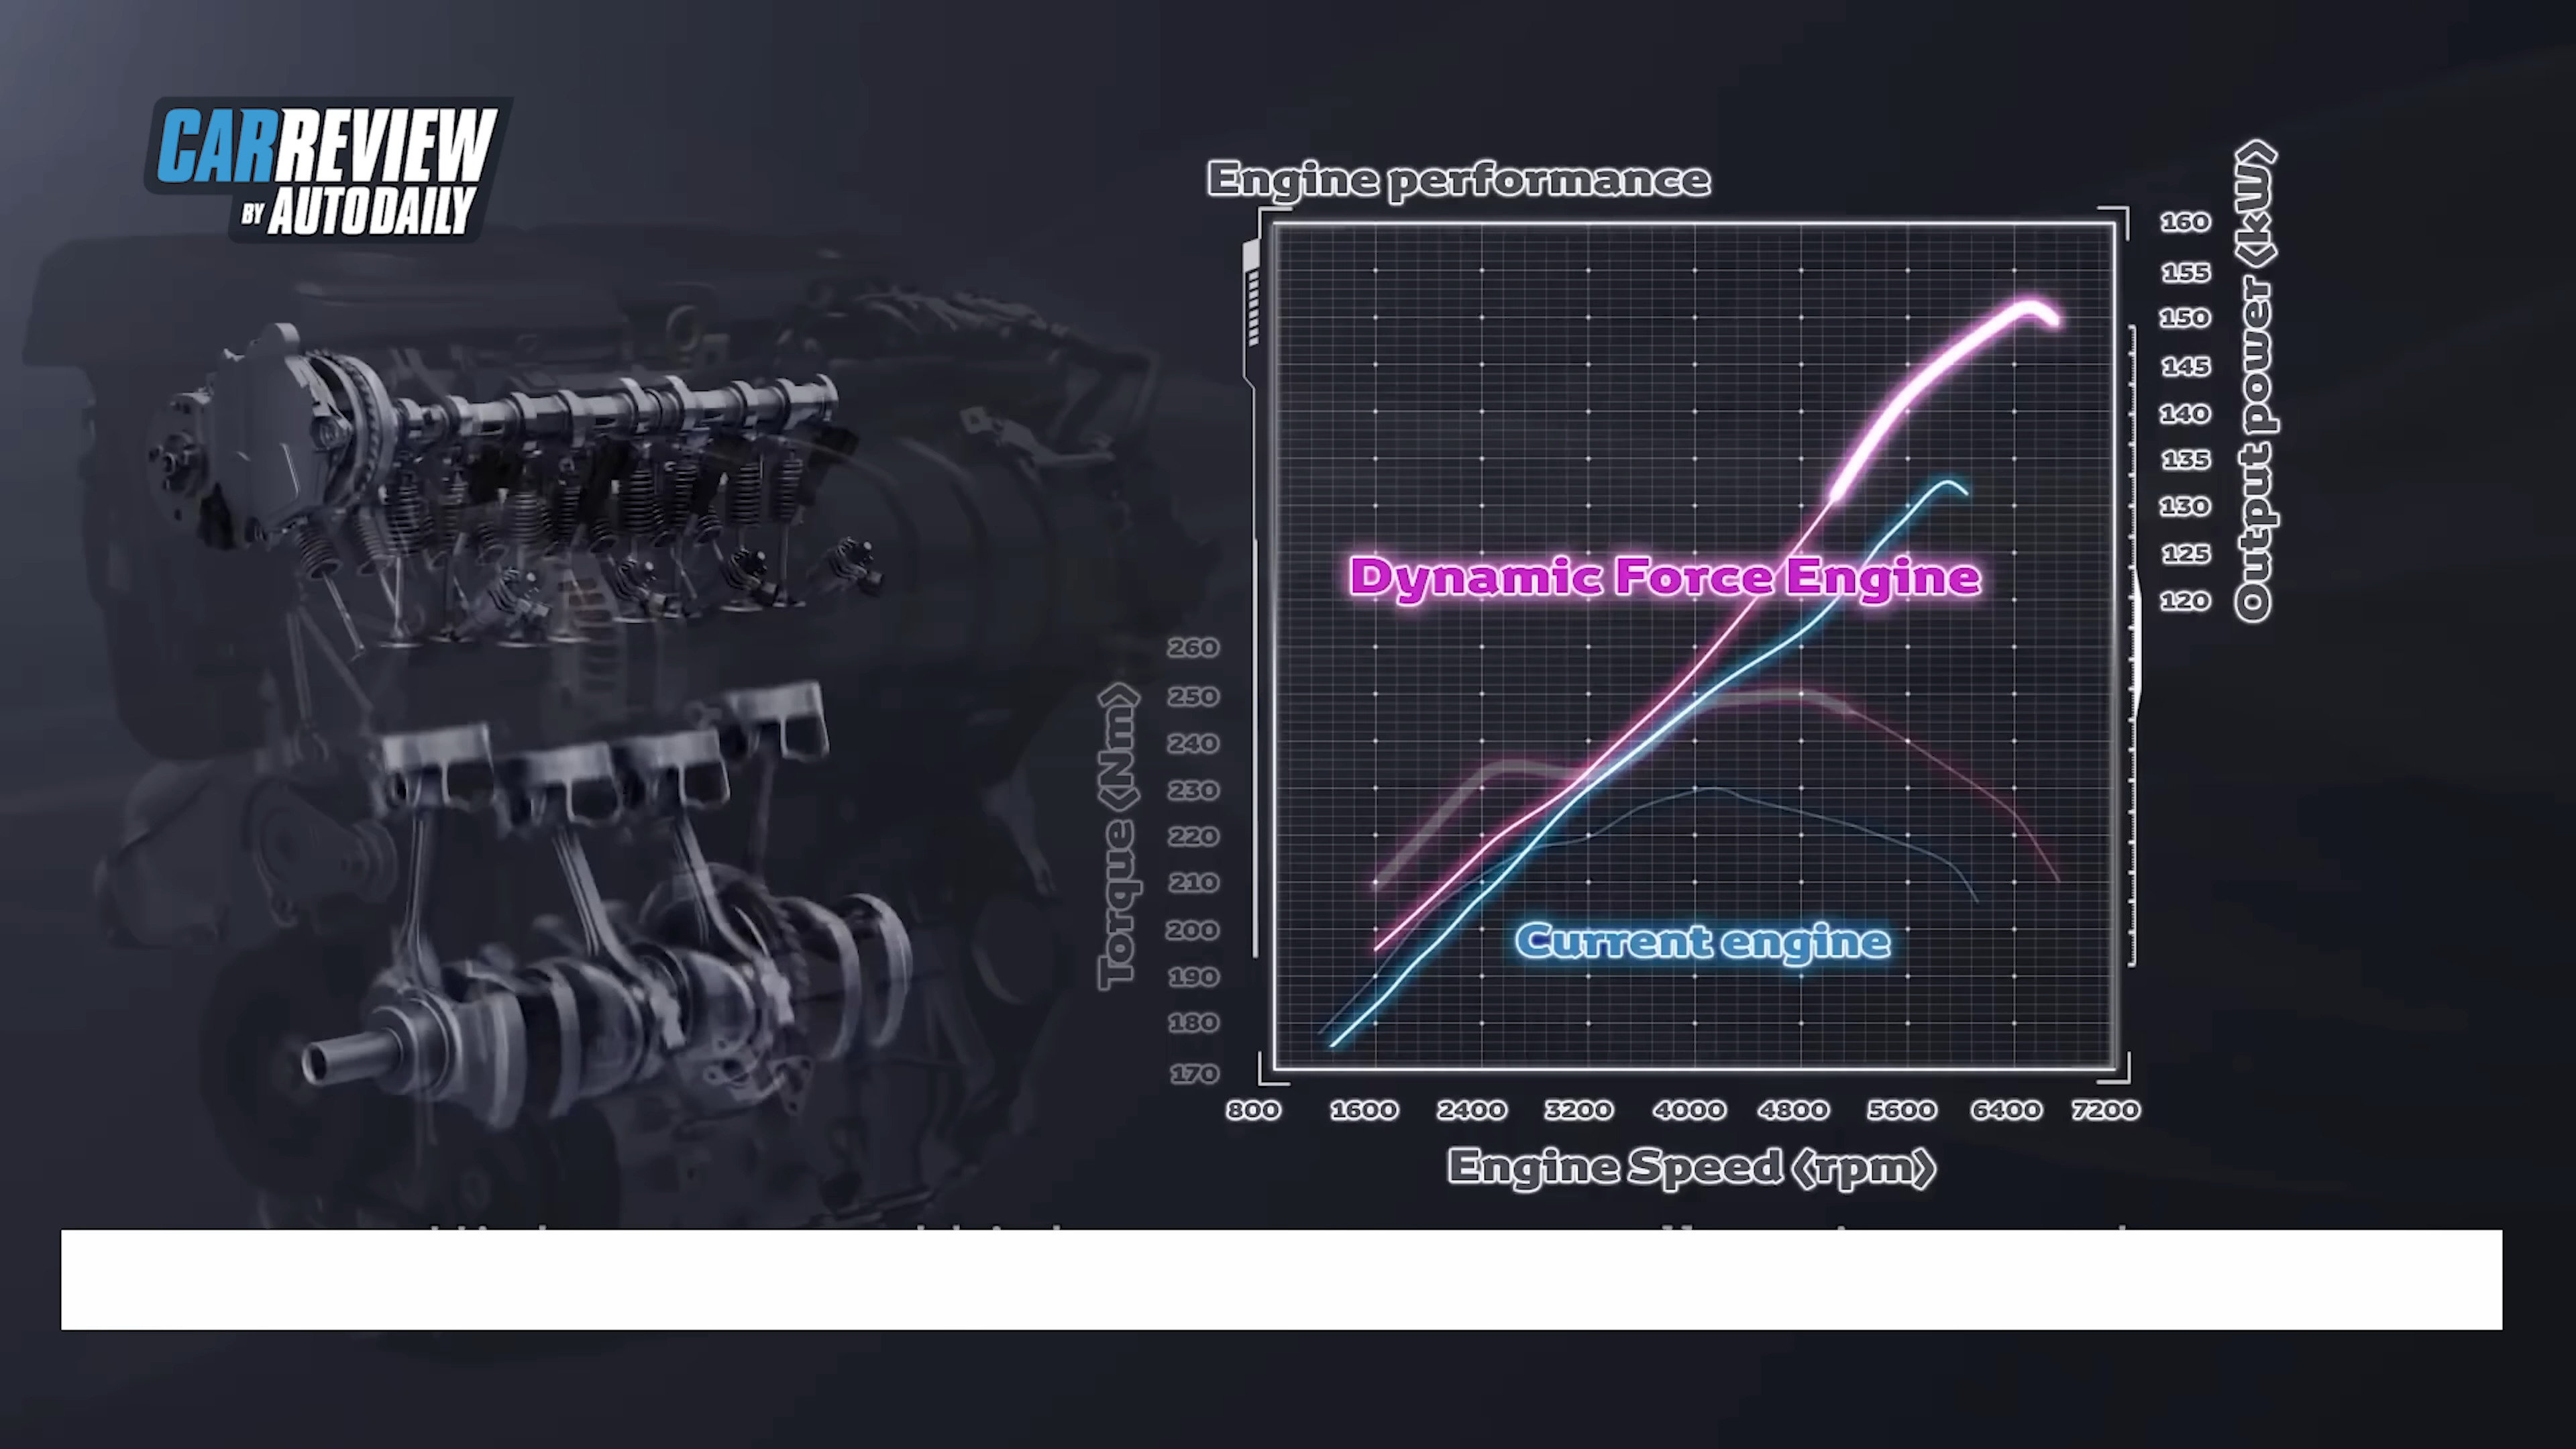 CARREVIEW
BY AUTODAILY
Engine performance
160
155
150
145
140
135
130
125
120
Output power (kW)
Dynamic Force Engine
Current engine
260
250
240
230
220
210
200
190
180
170
Torque (Nm)
800 1600 2400 3200 4000 4800 5600 6400 7200
Engine Speed (rpm)